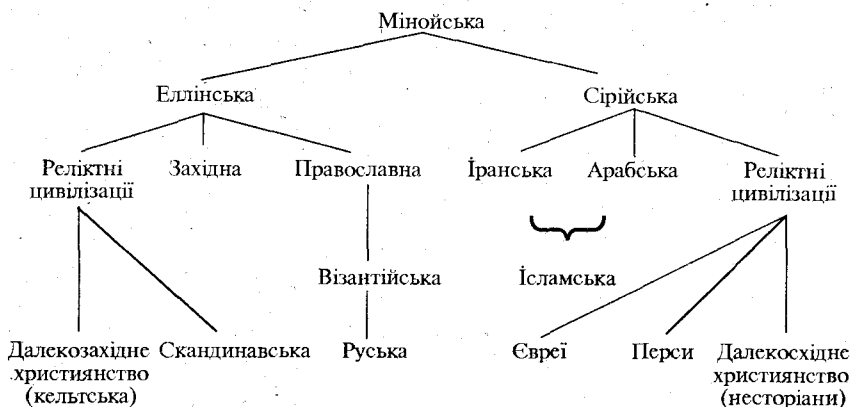 Мінойська
Еллінська Сірійська
Реліктні Західна Православна Іранська Арабська Реліктні
цивілізації цивілізації
Візантійська Ісламська
Далекозахідне Скандинавська Руська Євреї Перси Далекосхідне
християнство християнство
(кельтська) (несторіани)